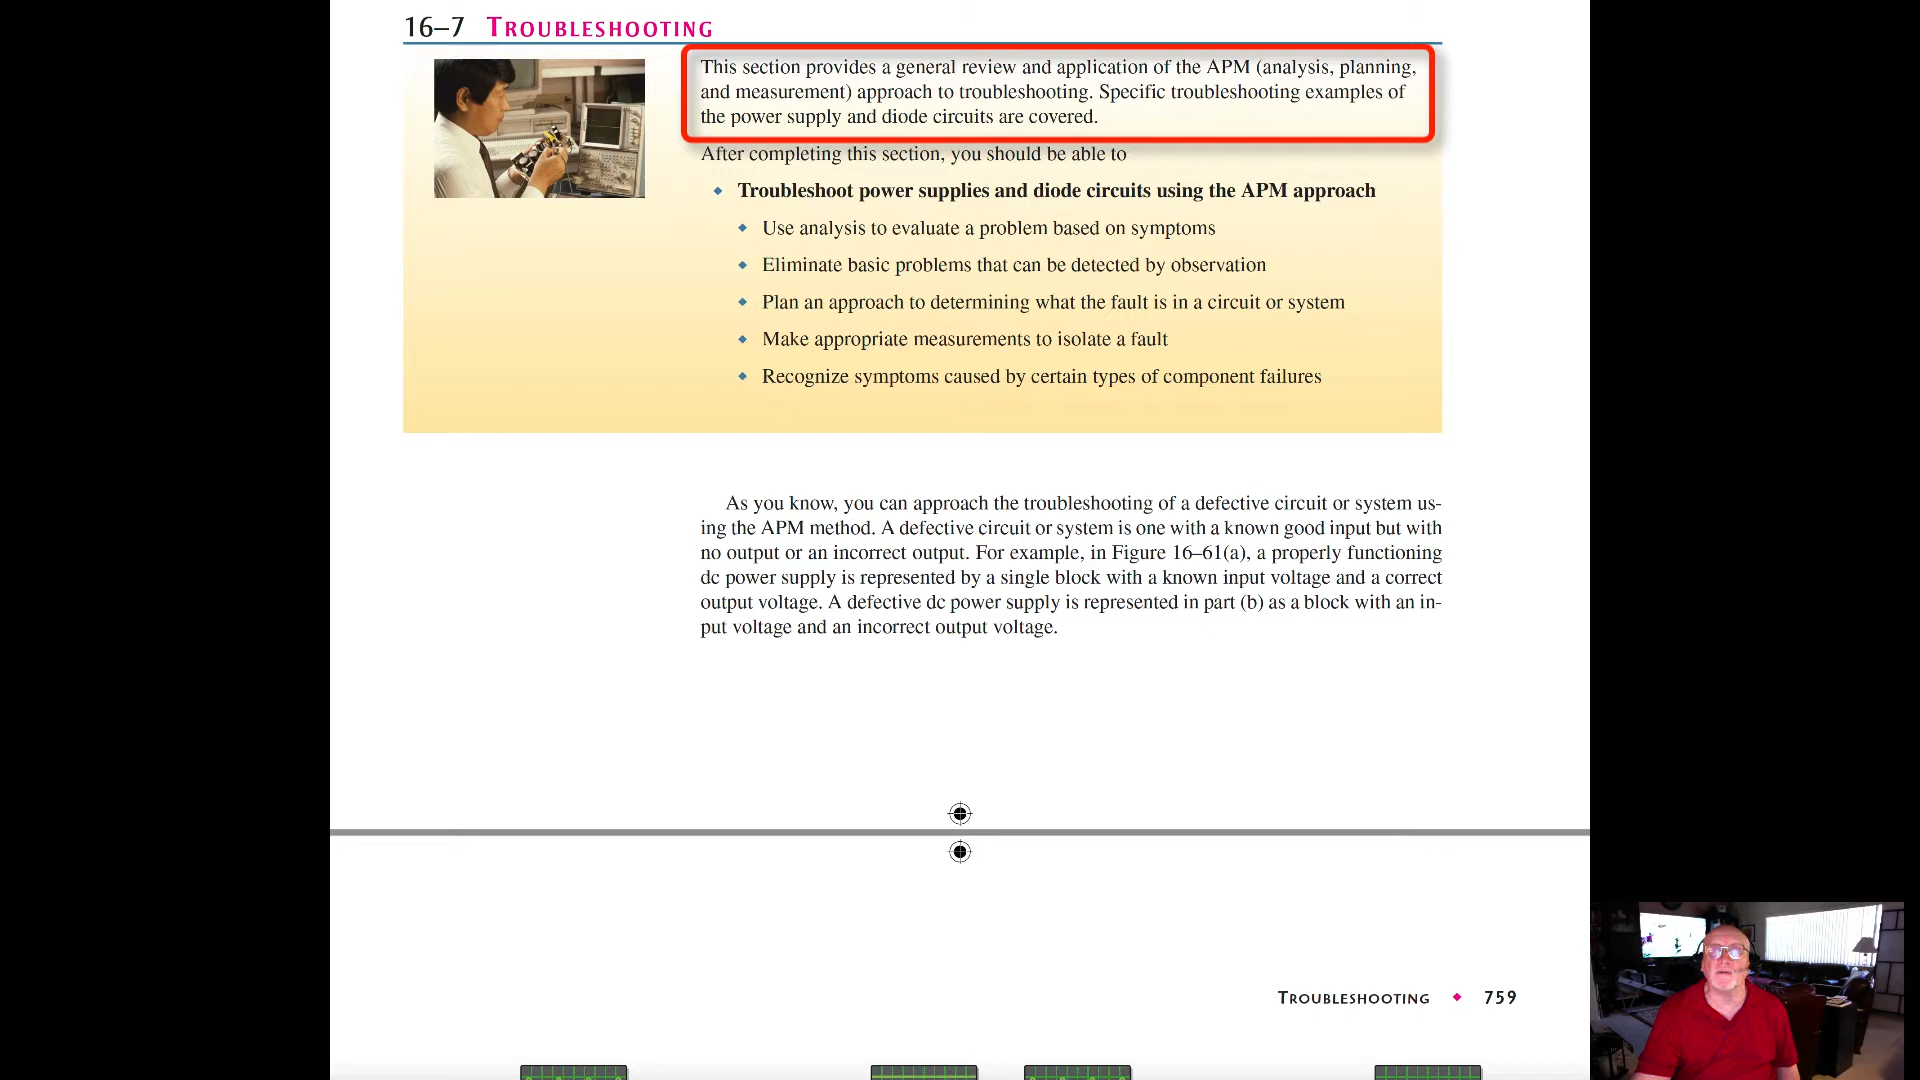 16–7 TROUBLESHOOTING
This section provides a general review and application of the APM (analysis, planning,
and measurement) approach to troubleshooting. Specific troubleshooting examples of
the power supply and diode circuits are covered.
After completing this section, you should be able to
◆ Troubleshoot power supplies and diode circuits using the APM approach
◆ Use analysis to evaluate a problem based on symptoms
◆ Eliminate basic problems that can be detected by observation
◆ Plan an approach to determining what the fault is in a circuit or system
◆ Make appropriate measurements to isolate a fault
◆ Recognize symptoms caused by certain types of component failures
As you know, you can approach the troubleshooting of a defective circuit or system us-
ing the APM method. A defective circuit or system is one with a known good input but with
no output or an incorrect output. For example, in Figure 16–61(a), a properly functioning
dc power supply is represented by a single block with a known input voltage and a correct
output voltage. A defective dc power supply is represented in part (b) as a block with an in-
put voltage and an incorrect output voltage.
TROUBLESHOOTING ◆ 759